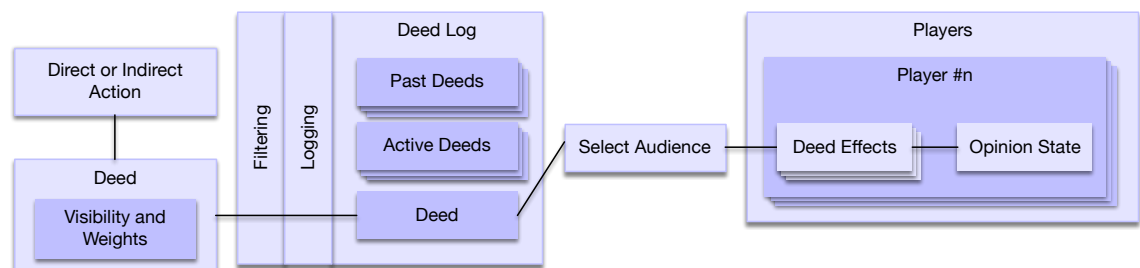 Direct or Indirect
Action
Deed
Visibility and
Weights
Filtering
Logging
Deed Log
Past Deeds
Active Deeds
Deed
Select Audience
Players
Player #n
Deed Effects
Opinion State